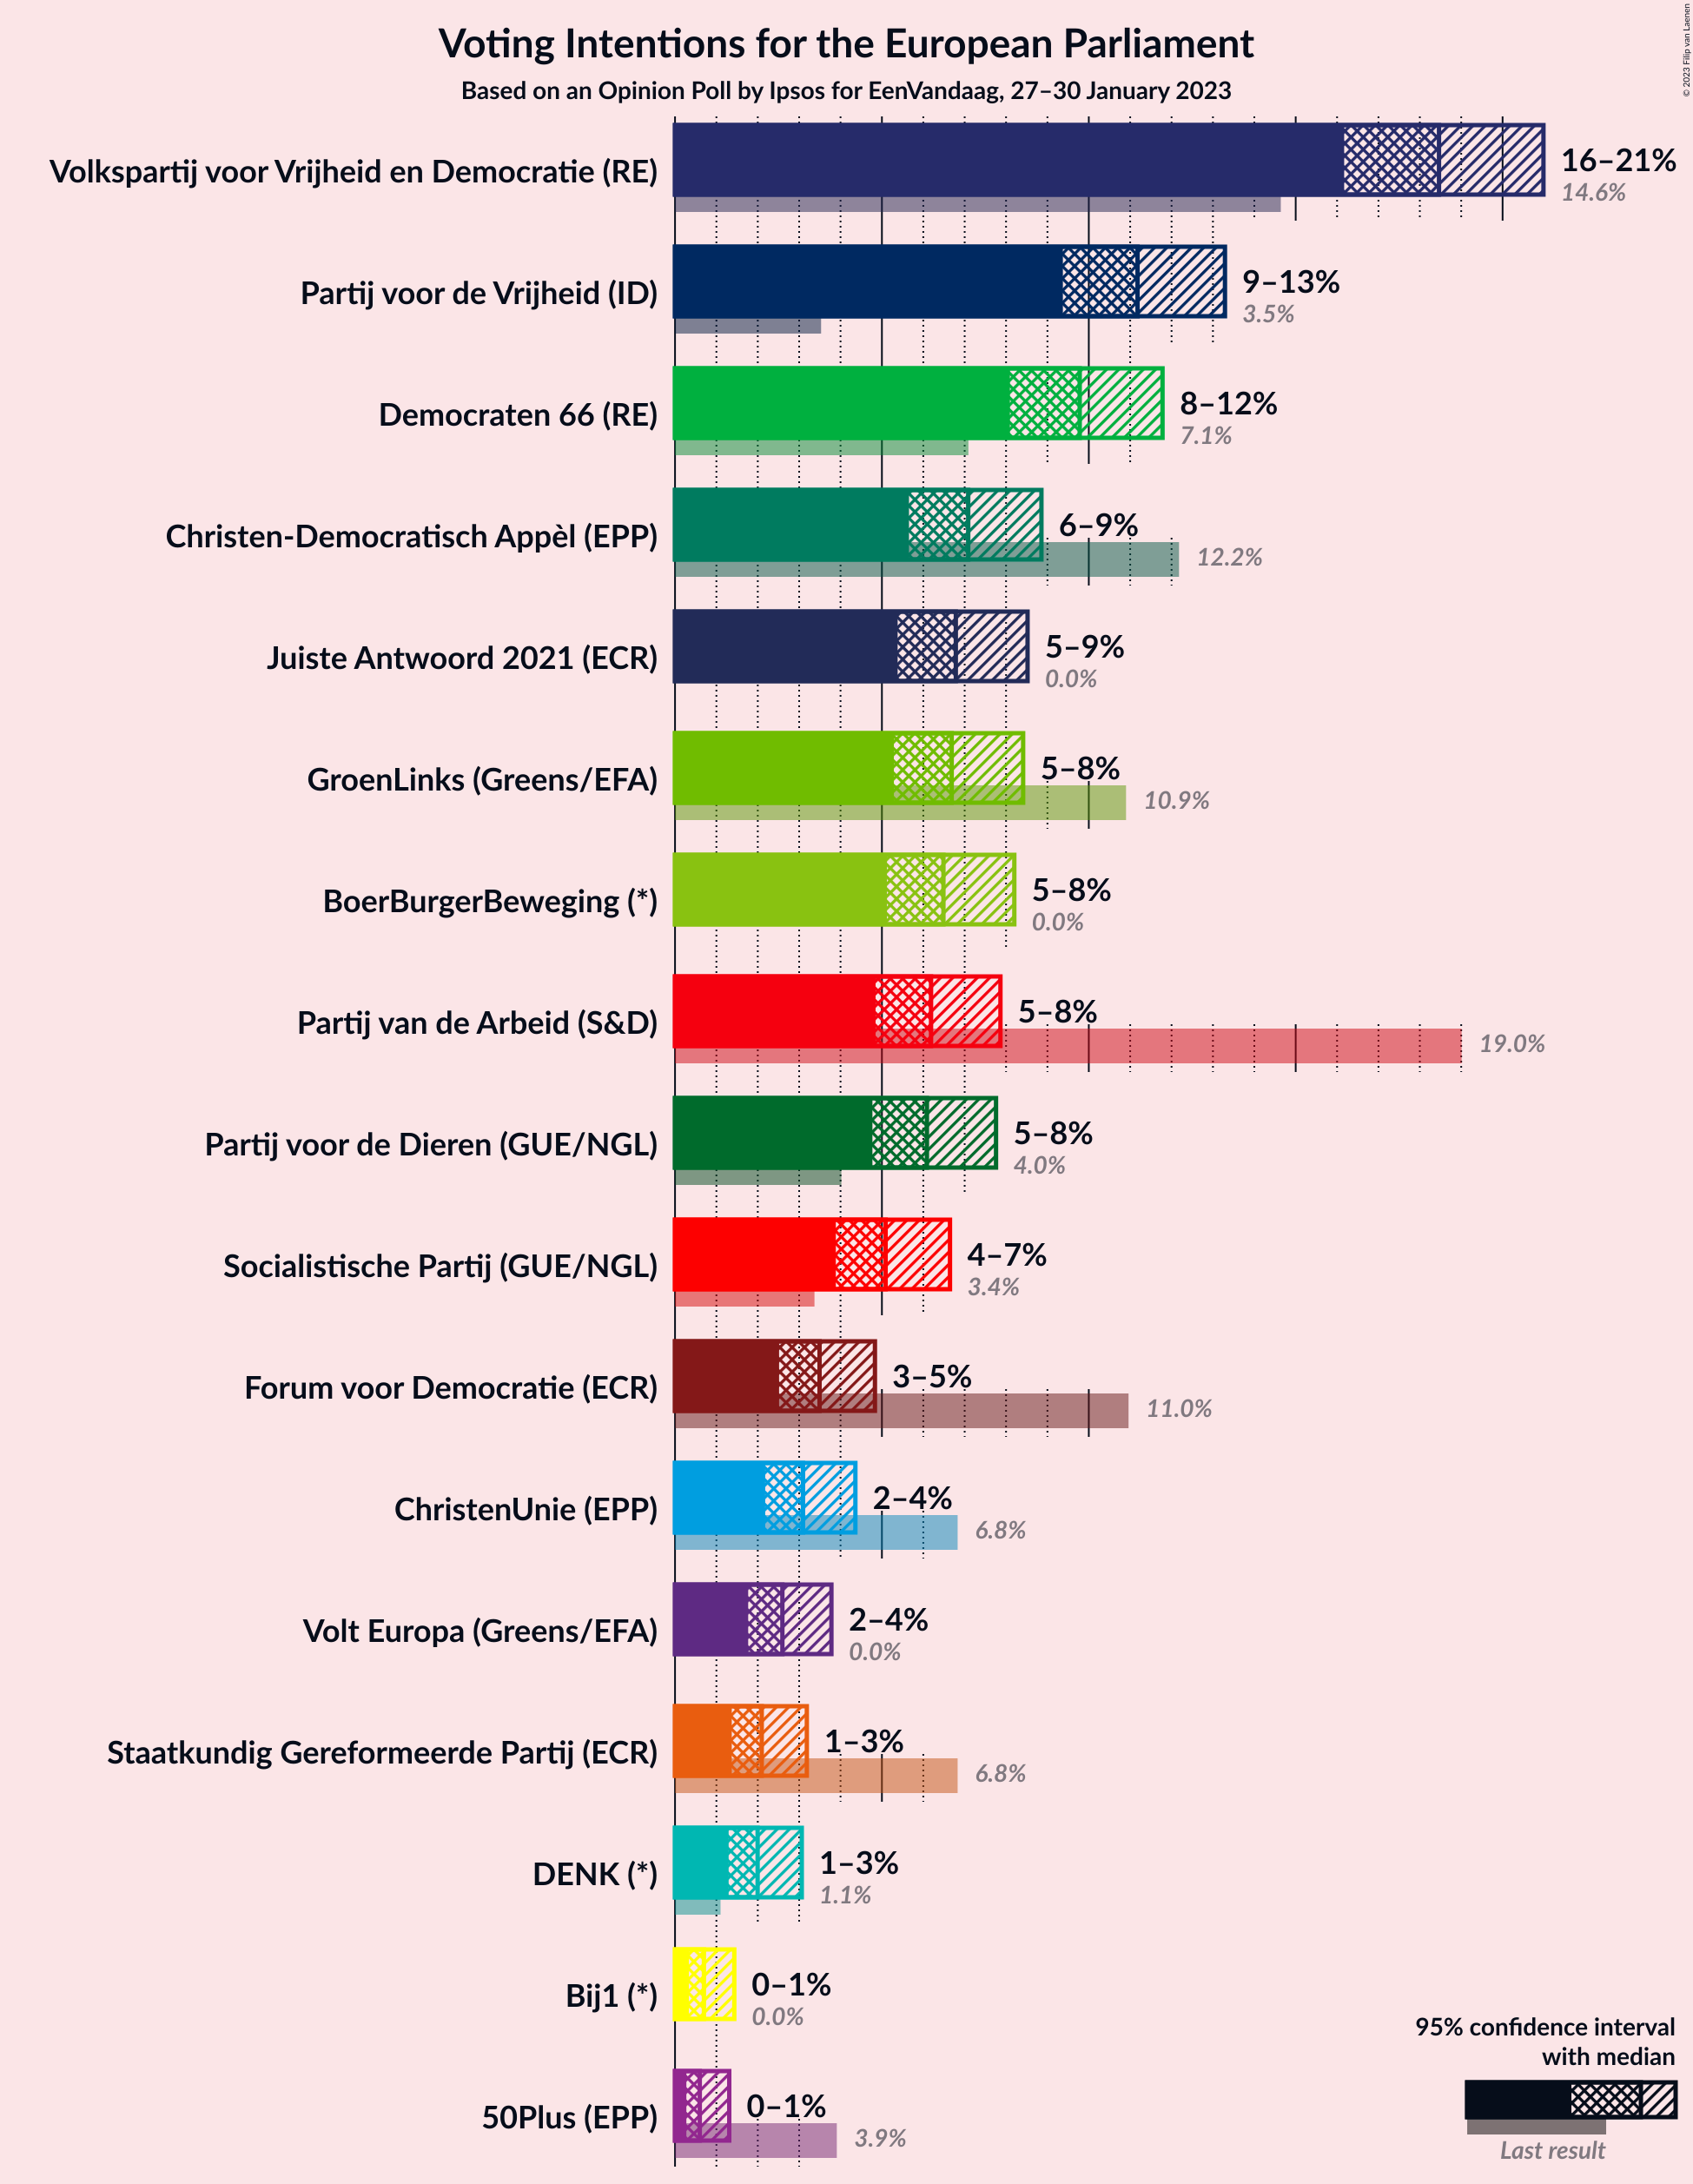 Voting Intentions for the European Parliament
Based on an Opinion Poll by Ipsos for EenVandaag, 27–30 January 2023
© 2023 Filip van Laenen
Volkspartij voor Vrijheid en Democratie (RE)
16–21%
14.6%
Partij voor de Vrijheid (ID)
9–13%
3.5%
Democraten 66 (RE)
8–12%
7.1%
Christen-Democratisch Appèl (EPP)
6–9%
12.2%
Juiste Antwoord 2021 (ECR)
5–9%
0.0%
GroenLinks (Greens/EFA)
5–8%
10.9%
BoerBurgerBeweging (*)
5–8%
0.0%
Partij van de Arbeid (S&D)
5–8%
19.0%
Partij voor de Dieren (GUE/NGL)
5–8%
4.0%
Socialistische Partij (GUE/NGL)
4–7%
3.4%
Forum voor Democratie (ECR)
3–5%
11.0%
ChristenUnie (EPP)
2–4%
6.8%
Volt Europa (Greens/EFA)
2–4%
0.0%
Staatkundig Gereformeerde Partij (ECR)
1–3%
6.8%
DENK (*)
1–3%
1.1%
Bij1 (*)
0–1%
0.0%
50Plus (EPP)
0–1%
3.9%
95% confidence interval
with median
Last result